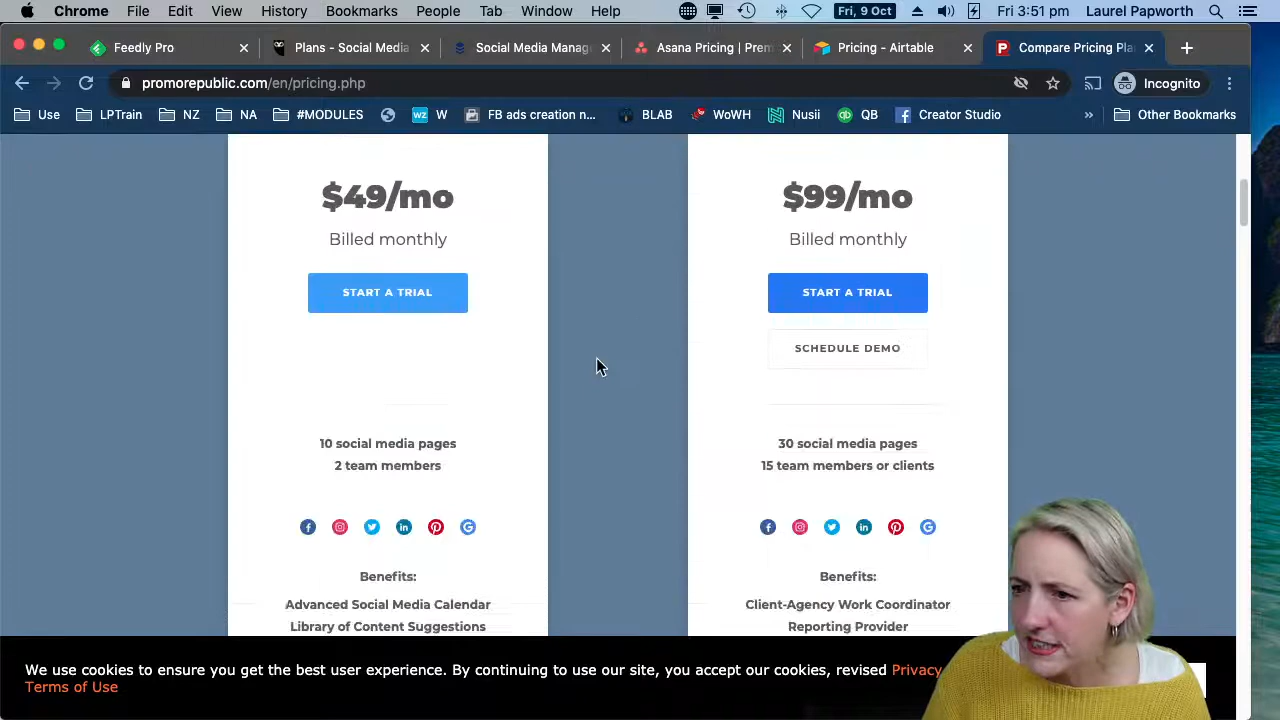 Chrome File Edit View History Bookmarks People Tab Window Help Fri, 9 Oct Fri 3:51 pm Laurel Papworth
Feedly Pro Plans - Social Media Social Media Manag Asana Pricing | Prem Pricing - Airtable Compare Pricing Pla
promorepublic.com/en/pricing.php Incognito
Use LPTrain NZ NA #MODULES wz W FB ads creation n... BLAB WoWH Nusii QB Creator Studio » Other Bookmarks
$49/mo $99/mo
Billed monthly Billed monthly
START A TRIAL START A TRIAL
SCHEDULE DEMO
10 social media pages 30 social media pages
2 team members 15 team members or clients
Benefits: Benefits:
Advanced Social Media Calendar Client-Agency Work Coordinator
Library of Content Suggestions Reporting Provider
We use cookies to ensure you get the best user experience. By continuing to use our site, you accept our cookies, revised Privacy
Terms of Use